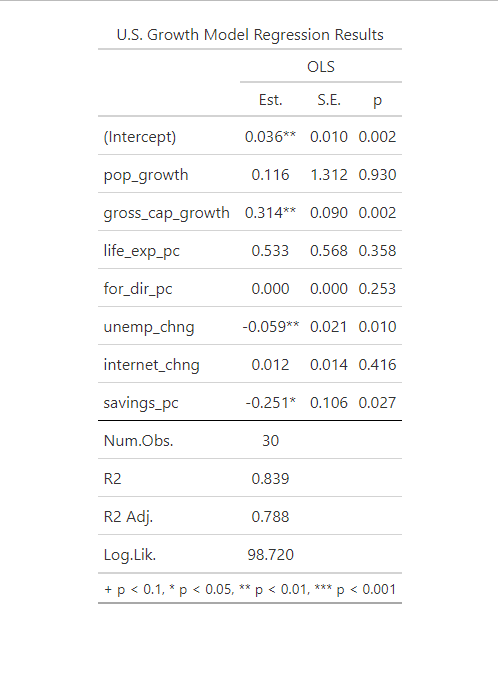 U.S. Growth Model Regression Results
OLS
Est. S.E. p
(Intercept) 0.036** 0.010 0.002
pop_growth 0.116 1.312 0.930
gross_cap_growth 0.314** 0.090 0.002
life_exp_pc 0.533 0.568 0.358
for_dir_pc 0.000 0.000 0.253
unemp_chng -0.059** 0.021 0.010
internet_chng 0.012 0.014 0.416
savings_pc -0.251* 0.106 0.027
Num.Obs. 30
R2 0.839
R2 Adj. 0.788
Log.Lik. 98.720
+ p < 0.1, * p < 0.05, ** p < 0.01, *** p < 0.001